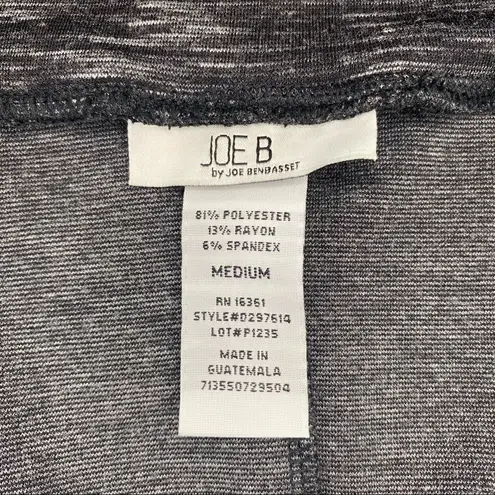 JOE B
by JOE BENBASSET
81% POLYESTER
13% RAYON
6% SPANDEX
MEDIUM
RN 16361
STYLE#D297614
LOT#P1235
MADE IN
GUATEMALA
713550729504